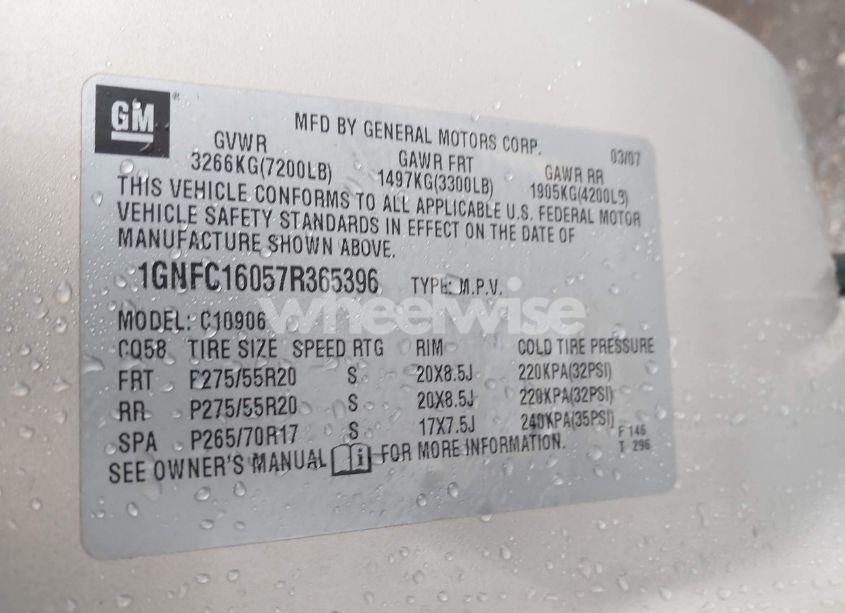 GM®
MFD BY GENERAL MOTORS CORP. 03/07
GVWR GAWR FRT GAWR RR
3266KG(7200LB) 1497KG(3300LB) 1905KG(4200LB)
THIS VEHICLE CONFORMS TO ALL APPLICABLE U.S. FEDERAL MOTOR
VEHICLE SAFETY STANDARDS IN EFFECT ON THE DATE OF
MANUFACTURE SHOWN ABOVE.
1GNFC16057R365396 TYPE: M.P.V.
wheelwise
MODEL: C10906
CQ58 TIRE SIZE SPEED RTG RIM COLD TIRE PRESSURE
FRT P275/55R20 S 20X8.5J 220KPA(32PSI)
RR P275/55R20 S 20X8.5J 220KPA(32PSI)
SPA P265/70R17 S 17X7.5J 240KPA(35PSI) F 146
T 296
SEE OWNER'S MANUAL i FOR MORE INFORMATION.